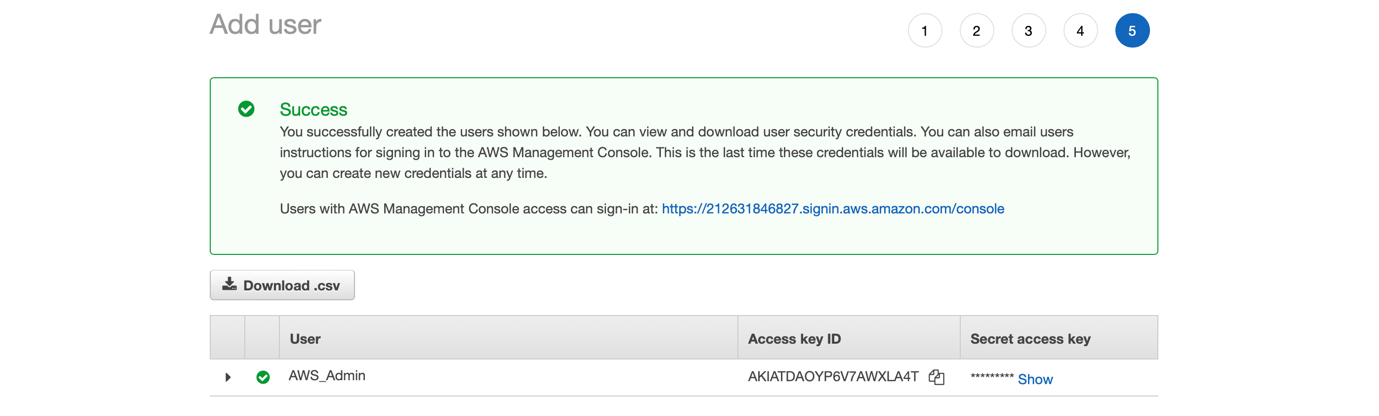 Add user
1 2 3 4 5
Success
You successfully created the users shown below. You can view and download user security credentials. You can also email users
instructions for signing in to the AWS Management Console. This is the last time these credentials will be available to download. However,
you can create new credentials at any time.
Users with AWS Management Console access can sign-in at: https://212631846827.signin.aws.amazon.com/console
Download .csv
User Access key ID Secret access key
AWS_Admin AKIATDAOYP6V7AWXLA4T ********* Show